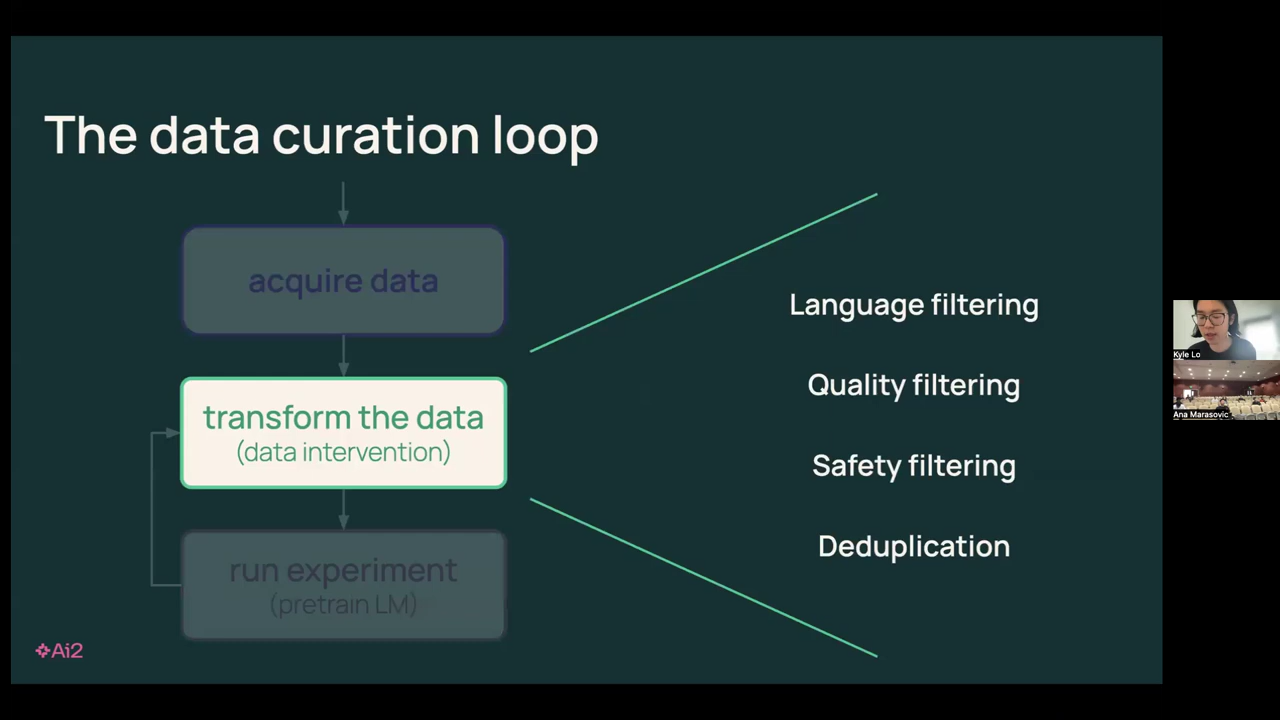 The data curation loop
acquire data
transform the data
(data intervention)
run experiment
(pretrain LM)
Language filtering
Quality filtering
Safety filtering
Deduplication
Ai2
Kyle Lo
Ana Marasovic